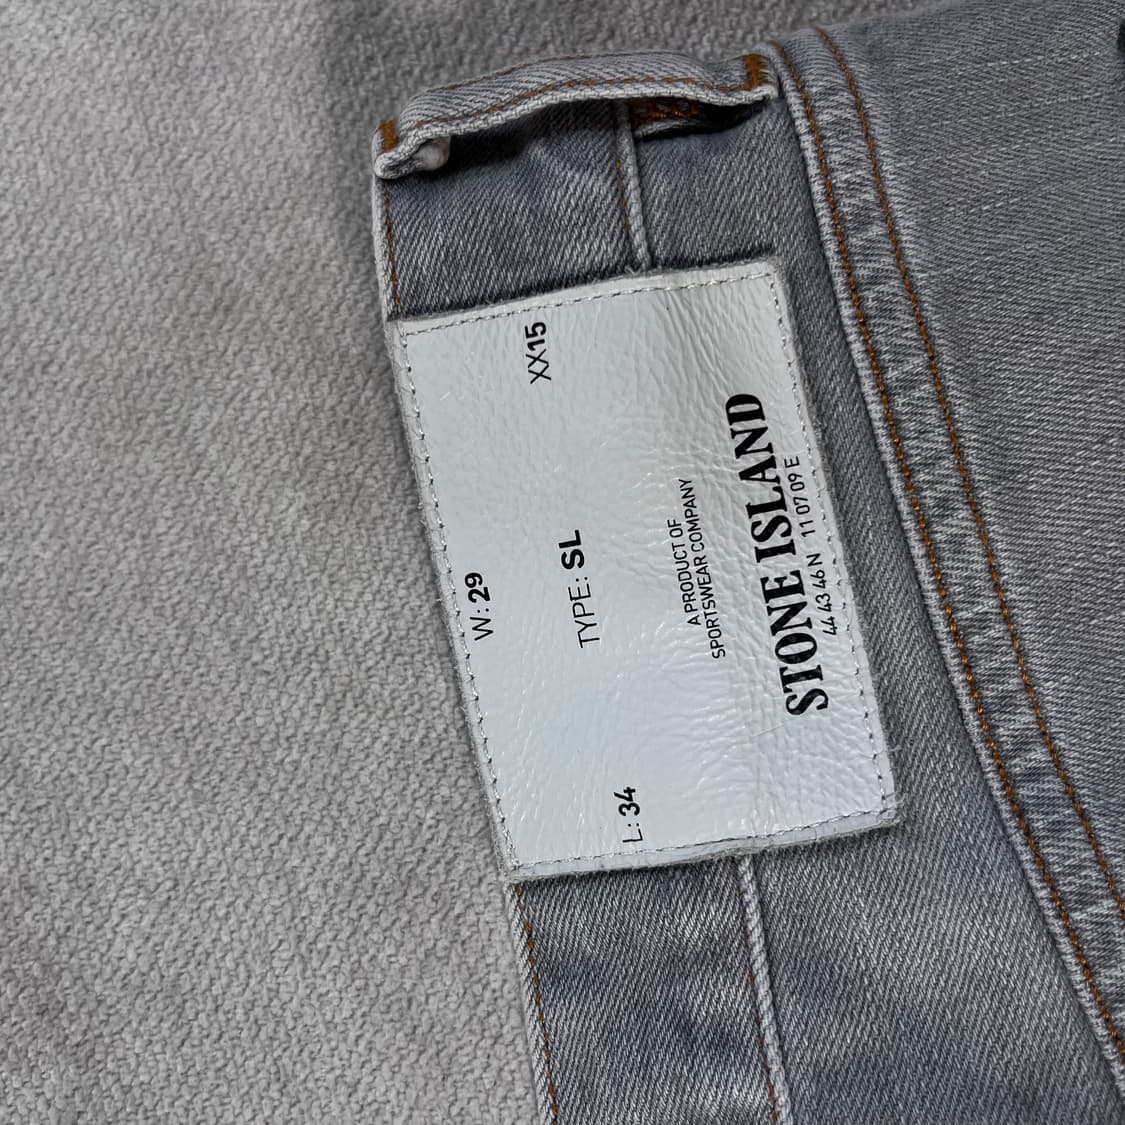 L: 34
W: 29
XX15
TYPE: SL
A PRODUCT OF
SPORTSWEAR COMPANY
STONE ISLAND
44 43 46 N 11 07 09 E